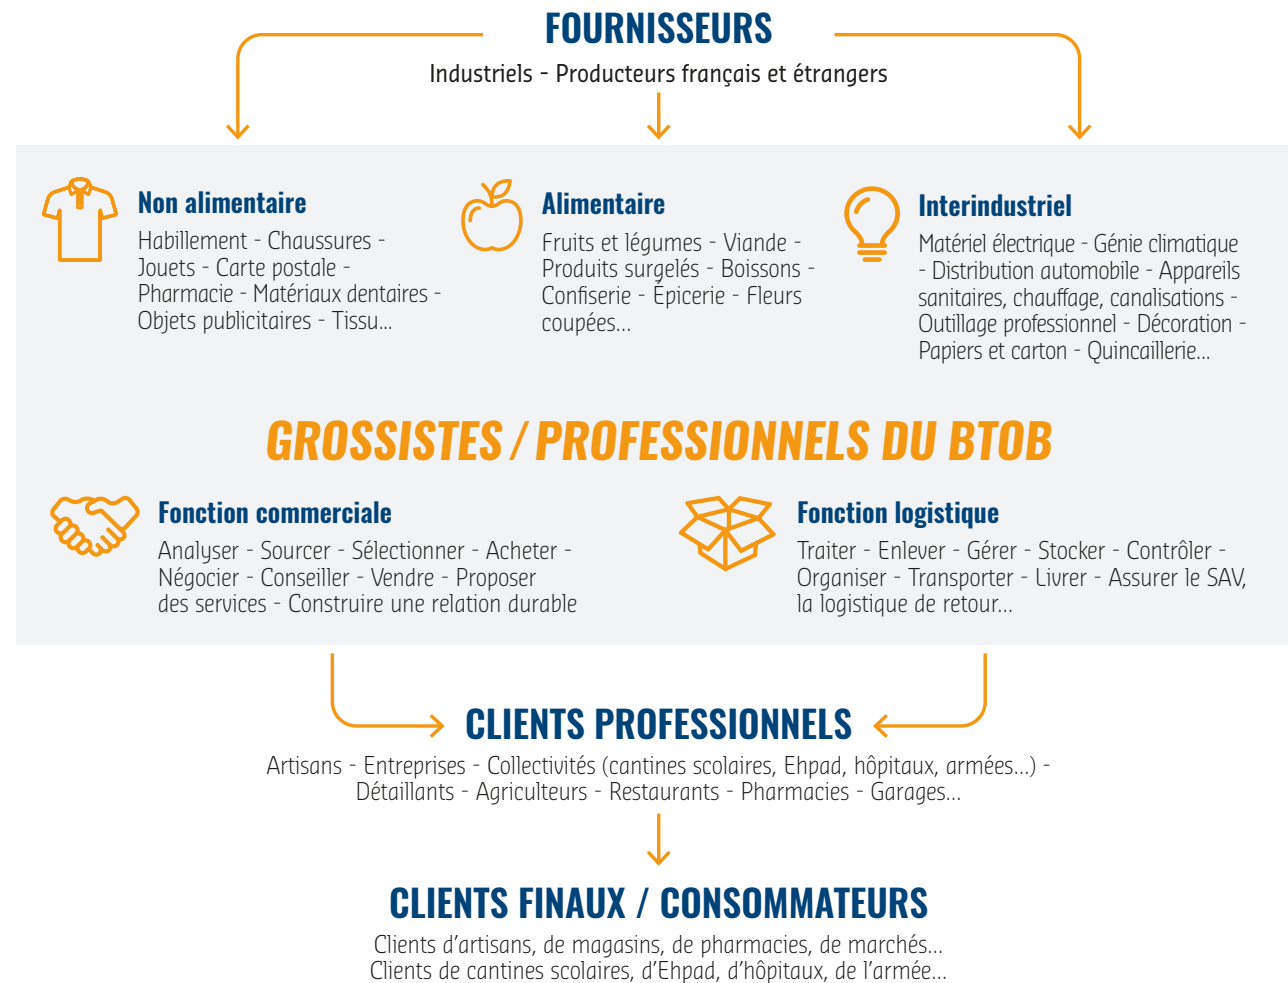 FOURNISSEURS
Industriels - Producteurs français et étrangers
Non alimentaire
Habillement - Chaussures -
Jouets - Carte postale -
Pharmacie - Matériaux dentaires -
Objets publicitaires - Tissu...
Alimentaire
Fruits et légumes - Viande -
Produits surgelés - Boissons -
Confiserie - Épicerie - Fleurs
coupées...
Interindustriel
Matériel électrique - Génie climatique
- Distribution automobile - Appareils
sanitaires, chauffage, canalisations -
Outillage professionnel - Décoration -
Papiers et carton - Quincaillerie...
GROSSISTES / PROFESSIONNELS DU BTOB
Fonction commerciale
Analyser - Sourcer - Sélectionner - Acheter -
Négocier - Conseiller - Vendre - Proposer
des services - Construire une relation durable
Fonction logistique
Traiter - Enlever - Gérer - Stocker - Contrôler -
Organiser - Transporter - Livrer - Assurer le SAV,
la logistique de retour...
CLIENTS PROFESSIONNELS
Artisans - Entreprises - Collectivités (cantines scolaires, Ehpad, hôpitaux, armées...) -
Détaillants - Agriculteurs - Restaurants - Pharmacies - Garages...
CLIENTS FINAUX / CONSOMMATEURS
Clients d'artisans, de magasins, de pharmacies, de marchés...
Clients de cantines scolaires, d'Ehpad, d'hôpitaux, de l'armée...